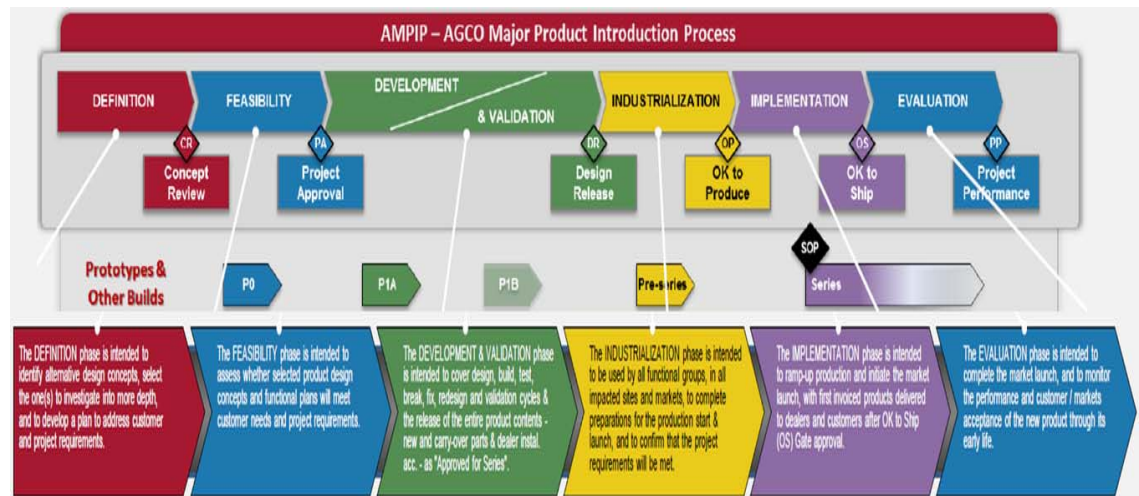 AMPIP – AGCO Major Product Introduction Process
DEFINITION
FEASIBILITY
DEVELOPMENT
& VALIDATION
INDUSTRIALIZATION
IMPLEMENTATION
EVALUATION
CR
PA
DR
OP
OS
PP
Concept
Review
Project
Approval
Design
Release
OK to
Produce
OK to
Ship
Project
Performance
SOP
Prototypes &
Other Builds
P0
P1A
P1B
Pre-series
Series
The DEFINITION phase is intended to
identify alternative design concepts, select
the one(s) to investigate into more depth,
and to develop a plan to address customer
and project requirements.
The FEASIBILITY phase is intended to
assess whether selected product design
concepts and functional plans will meet
customer needs and project requirements.
The DEVELOPMENT & VALIDATION phase
is intended to cover design, build, test,
break, fix, redesign and validation cycles &
the release of the entire product contents -
new and carry-over parts & dealer instal.
acc. - as "Approved for Series".
The INDUSTRIALIZATION phase is intended
to be used by all functional groups, in all
impacted sites and markets, to complete
preparations for the production start &
launch, and to confirm that the project
requirements will be met.
The IMPLEMENTATION phase is intended
to ramp-up production and initiate the market
launch, with first invoiced products delivered
to dealers and customers after OK to Ship
(OS) Gate approval.
The EVALUATION phase is intended to
complete the market launch, and to monitor
the performance and customer / markets
acceptance of the new product through its
early life.